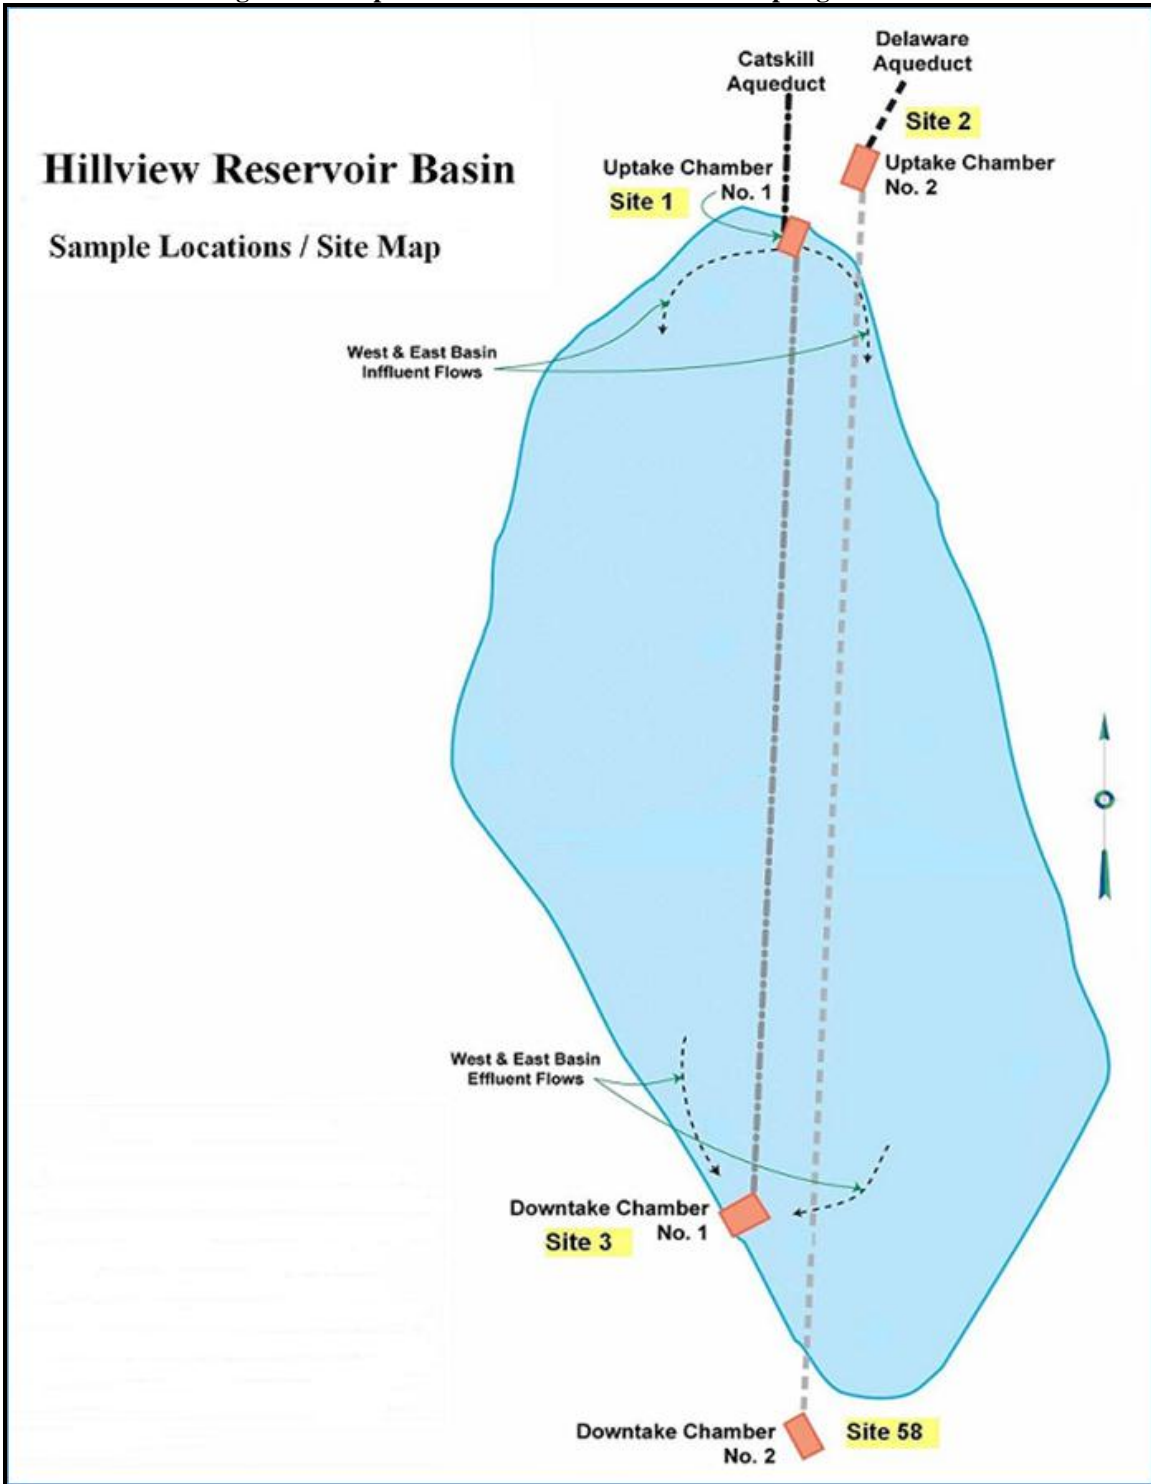 Delaware
Aqueduct
Catskill
Aqueduct
Site 2
Hillview Reservoir Basin
Uptake Chamber
No. 1
Site 1
Uptake Chamber
No. 2
Sample Locations / Site Map
West & East Basin
Inffluent Flows
West & East Basin
Effluent Flows
Downtake Chamber
No. 1
Site 3
Downtake Chamber
No. 2
Site 58